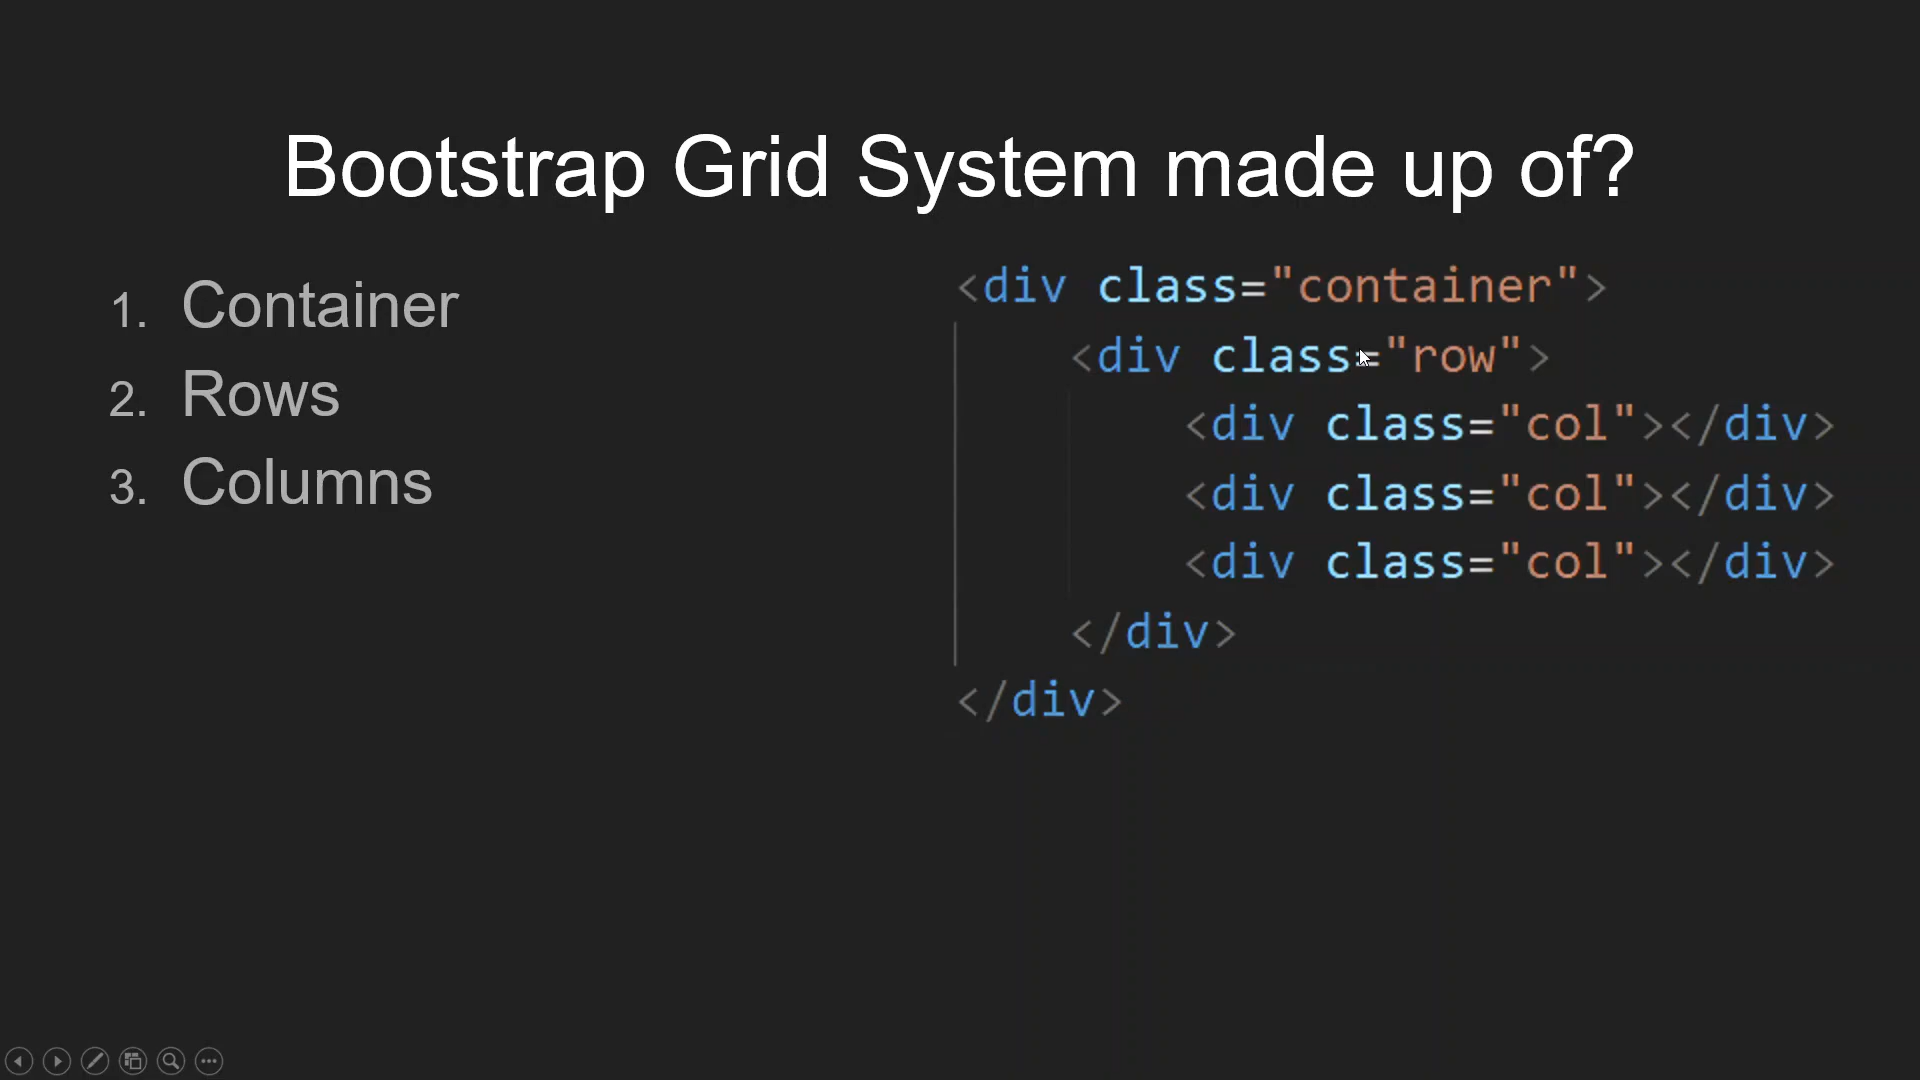 Bootstrap Grid System made up of?
1. Container
2. Rows
3. Columns
<div class="container">
<div class="row">
<div class="col"></div>
<div class="col"></div>
<div class="col"></div>
</div>
</div>